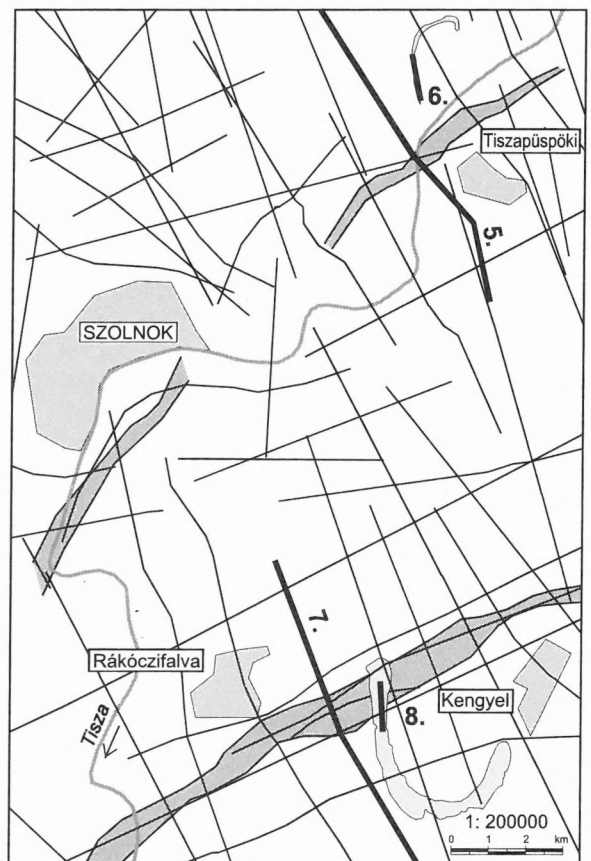 6.
Tiszapüspöki
5.
SZOLNOK
7.
Rákóczifalva
Kengyel
8.
Tisza
1: 200000
0 1 2 km